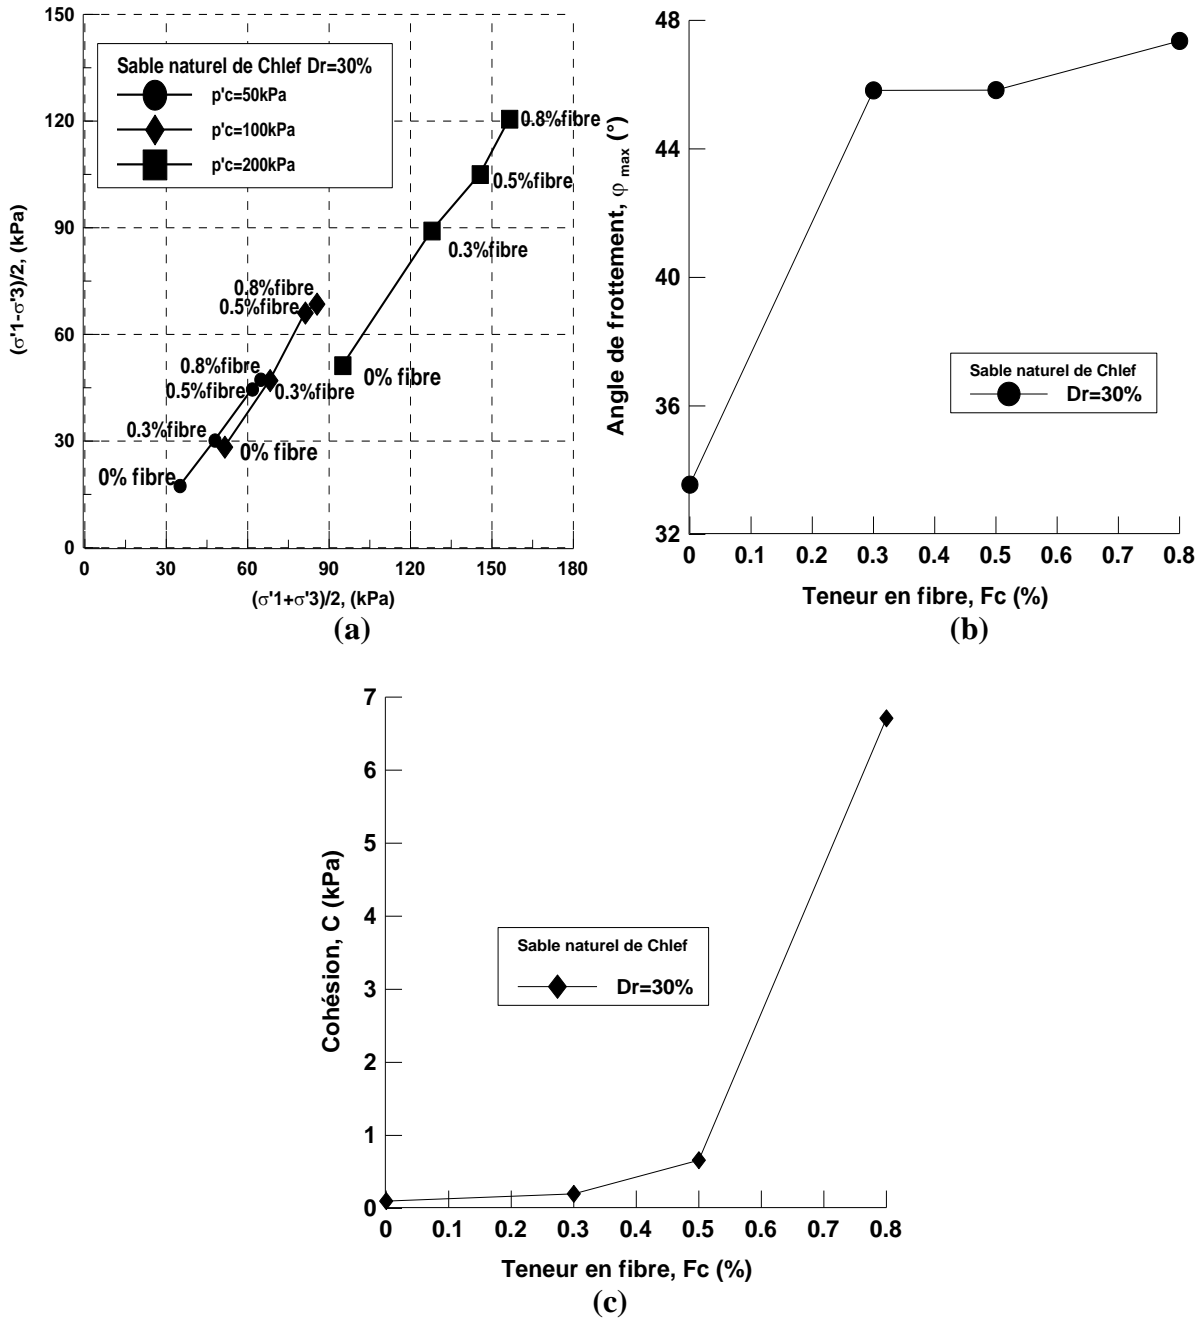 150
120
90
60
30
0
(σ'1-σ'3)/2, (kPa)
Sable naturel de Chlef Dr=30%
p'c=50kPa
p'c=100kPa
p'c=200kPa
0.8%fibre
0.5%fibre
0.3%fibre
0% fibre
0.8%fibre
0.5%fibre
0.3%fibre
0% fibre
0.8%fibre
0.5%fibre
0.3%fibre
0% fibre
0 30 60 90 120 150 180
(σ'1+σ'3)/2, (kPa)
(a)
48
44
40
36
32
Angle de frottement, φ max (°)
Sable naturel de Chlef
Dr=30%
0 0.1 0.2 0.3 0.4 0.5 0.6 0.7 0.8
Teneur en fibre, Fc (%)
(b)
7
6
5
4
3
2
1
0
Cohésion, C (kPa)
Sable naturel de Chlef
Dr=30%
0 0.1 0.2 0.3 0.4 0.5 0.6 0.7 0.8
Teneur en fibre, Fc (%)
(c)